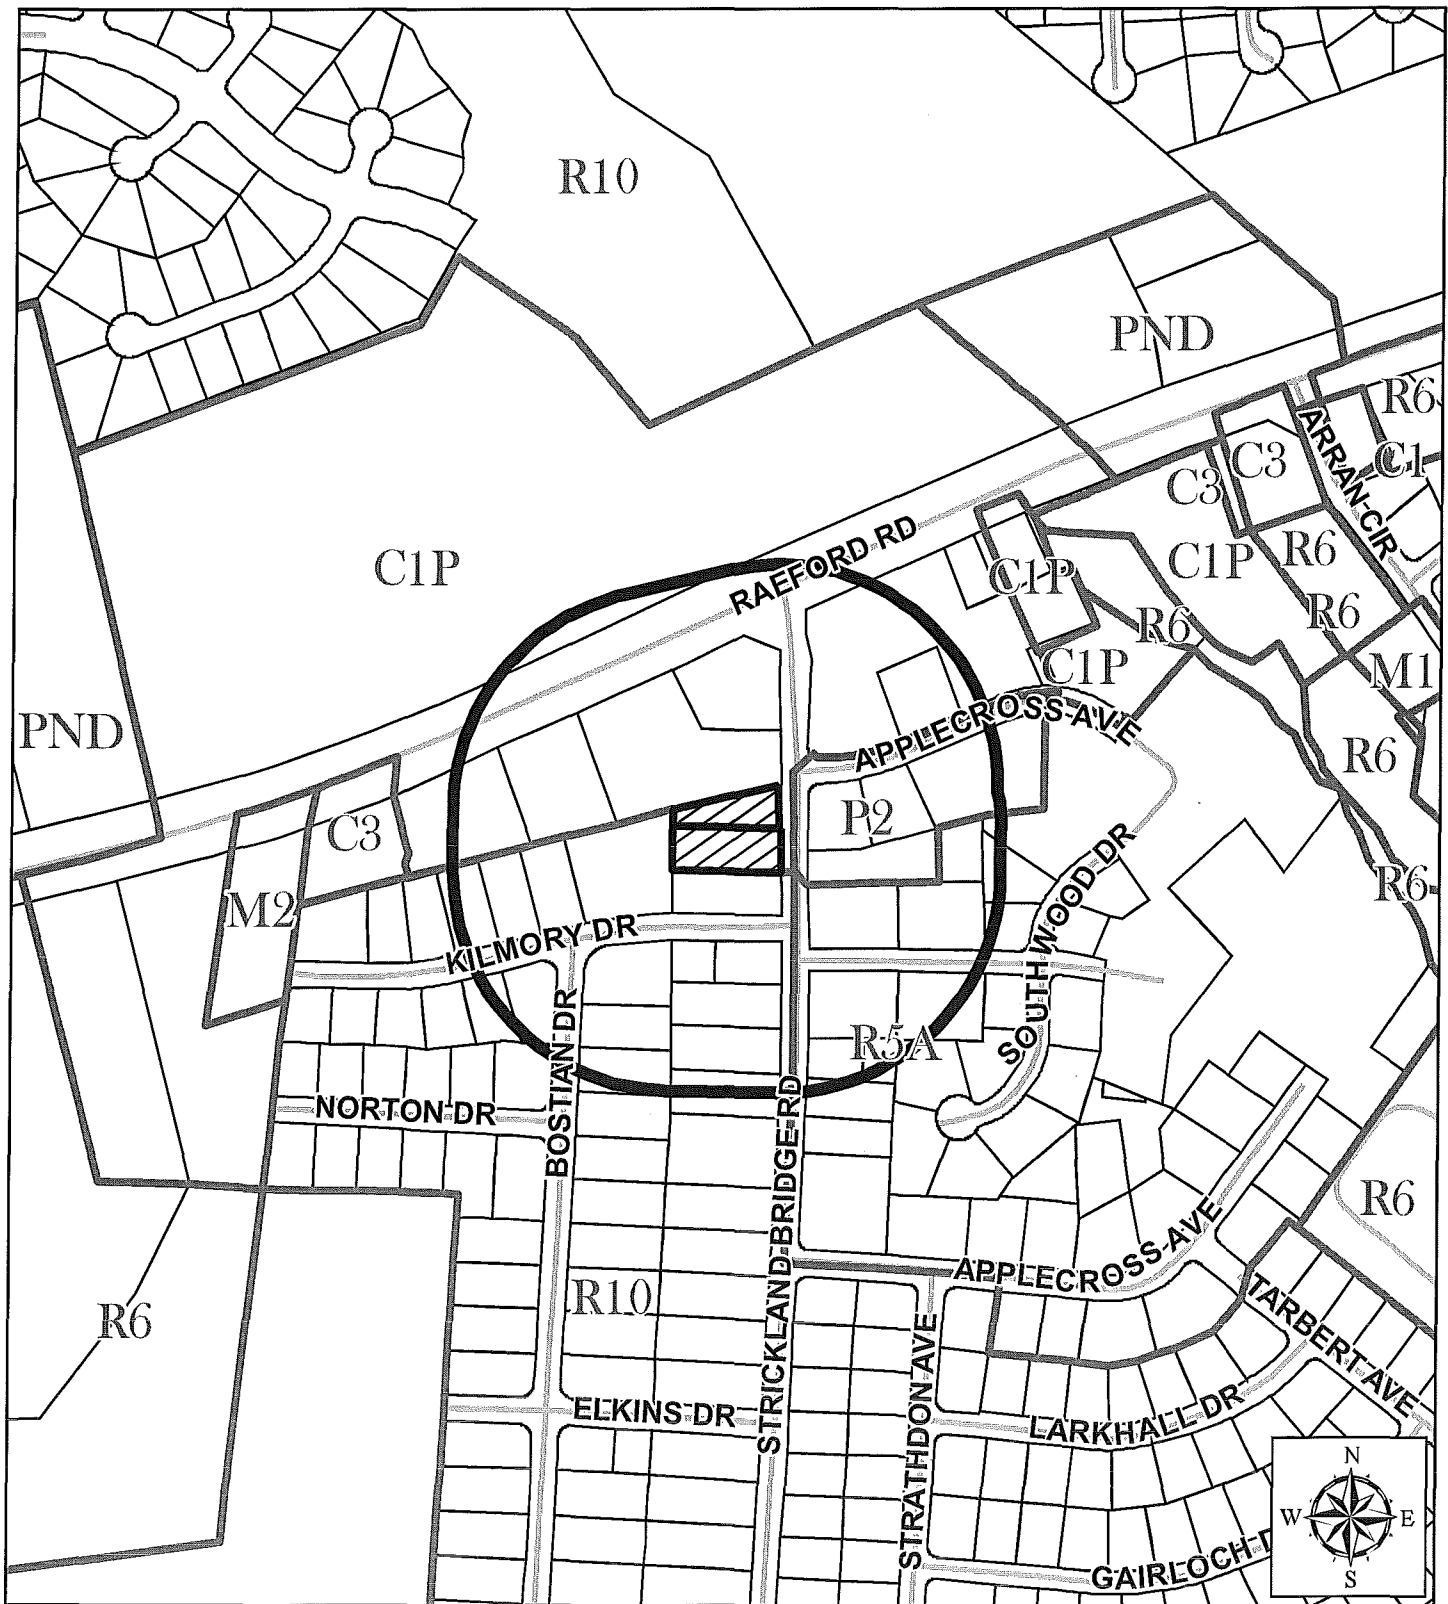 R10
PND
R6
ARRAN-CIR
C1
C3
C3
C1P
RAEFORD RD
C1P
C1P
R6
R6
R6
C1P
M1
PND
APPLECROSS-AVE
R6
P2
C3
M2
SOUTHWOOD DR
R6
KILMORY DR
BOSTIAN DR
R5A
NORTON DR
STRICKLAND-BRIDGE-RD
R6
APPLECROSS-AVE
R10
R6
TARBERT-AVE
STRATHDON AVE
ELKINS DR
LARKHALL DR
GAIRLOCH D
N
W E
S